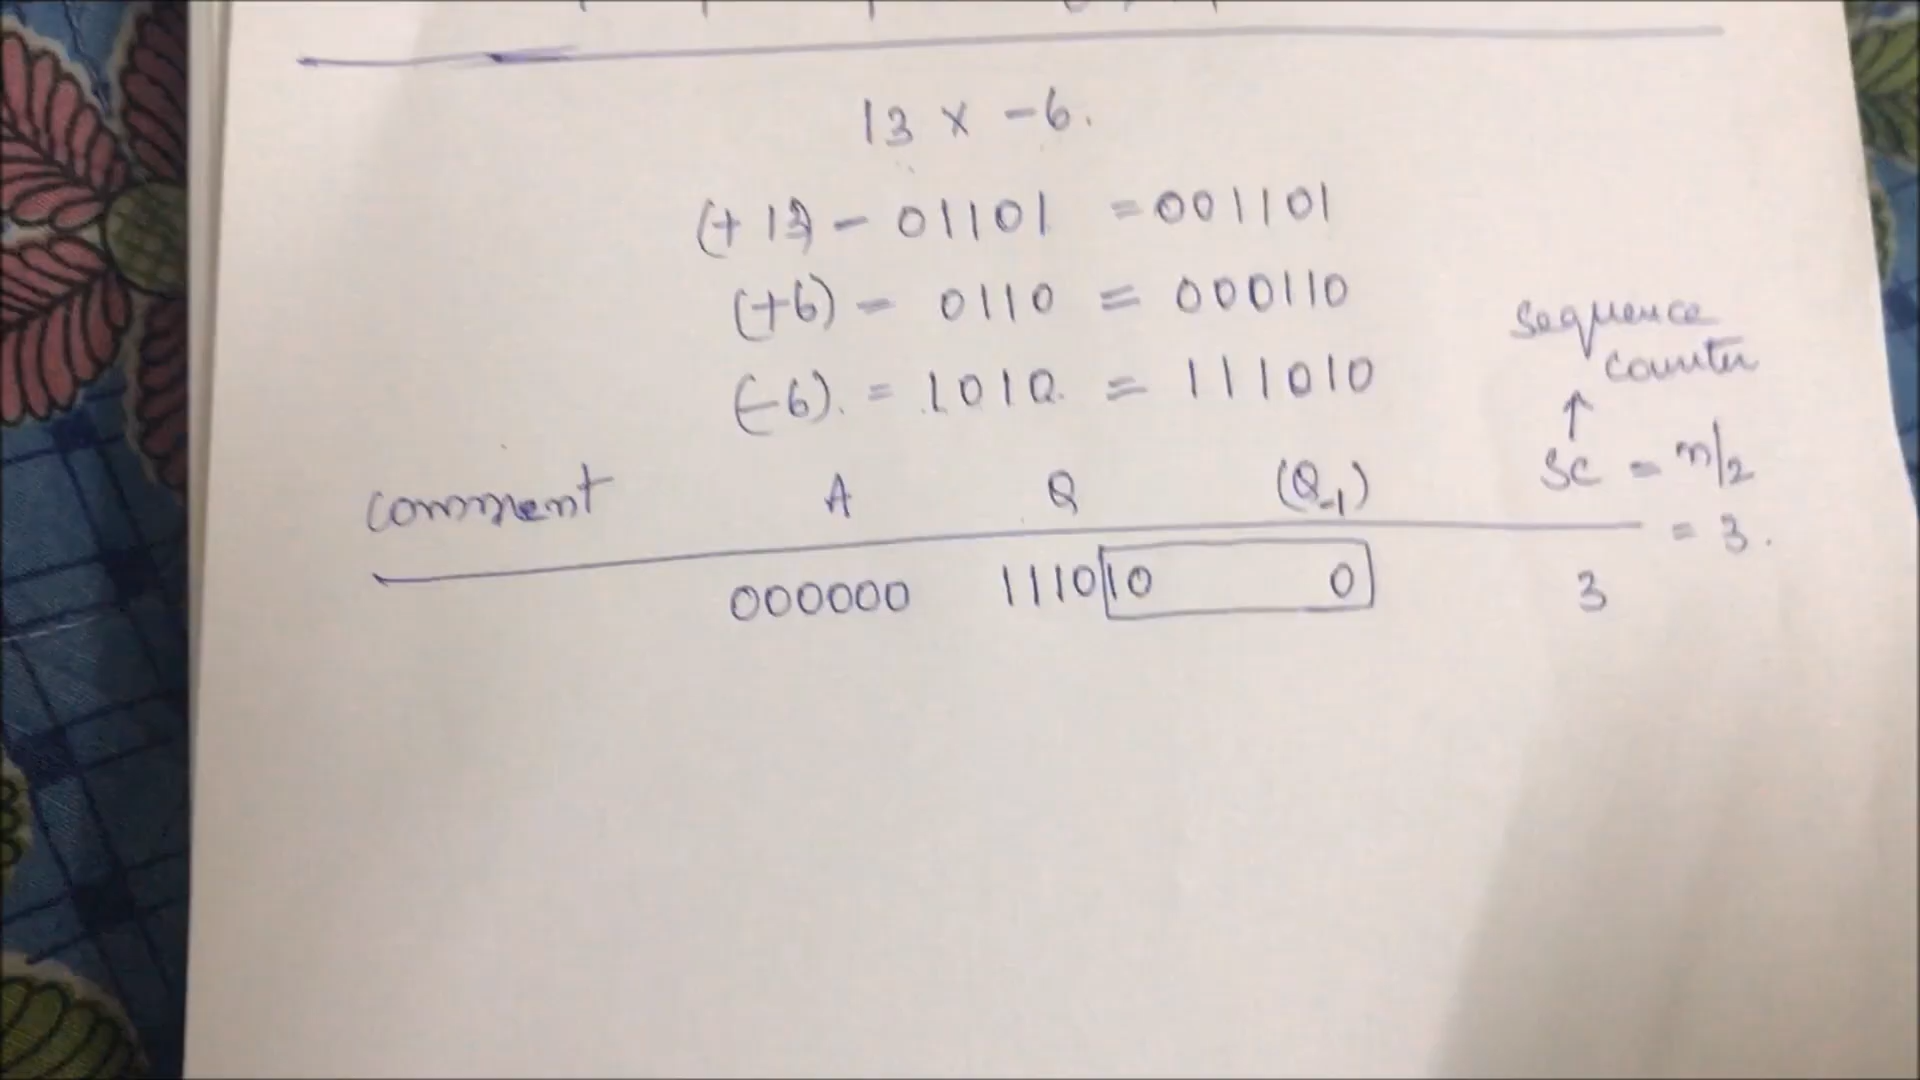 13 x -6.
(+13) - 01101 = 001101
(+6) - 0110 = 000110
(-6). = 1010. = 111010
Sequence
counter
↑
SC = n/2
= 3.
comment A Q (Q-1)
000000 111010 0 3